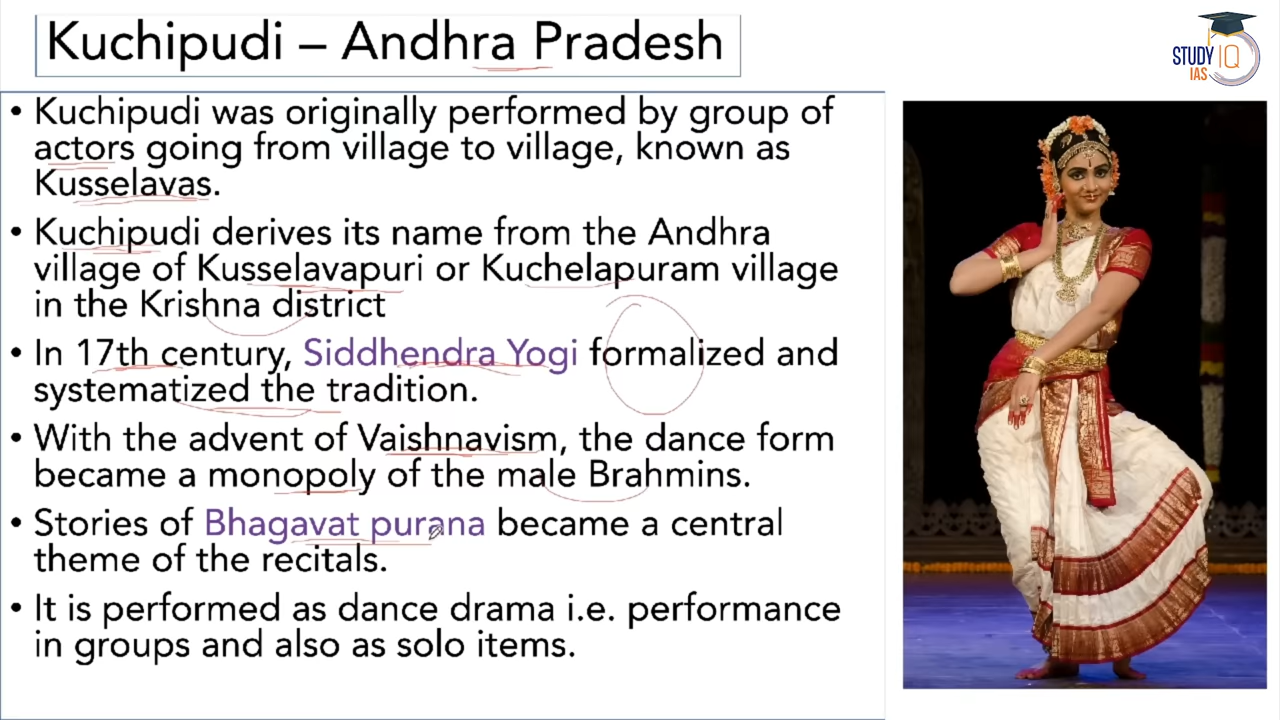 Kuchipudi – Andhra Pradesh
STUDY IQ
IAS
• Kuchipudi was originally performed by group of
actors going from village to village, known as
Kusselavas.
• Kuchipudi derives its name from the Andhra
village of Kusselavapuri or Kuchelapuram village
in the Krishna district
• In 17th century, Siddhendra Yogi formalized and
systematized the tradition.
• With the advent of Vaishnavism, the dance form
became a monopoly of the male Brahmins.
• Stories of Bhagavat purana became a central
theme of the recitals.
• It is performed as dance drama i.e. performance
in groups and also as solo items.